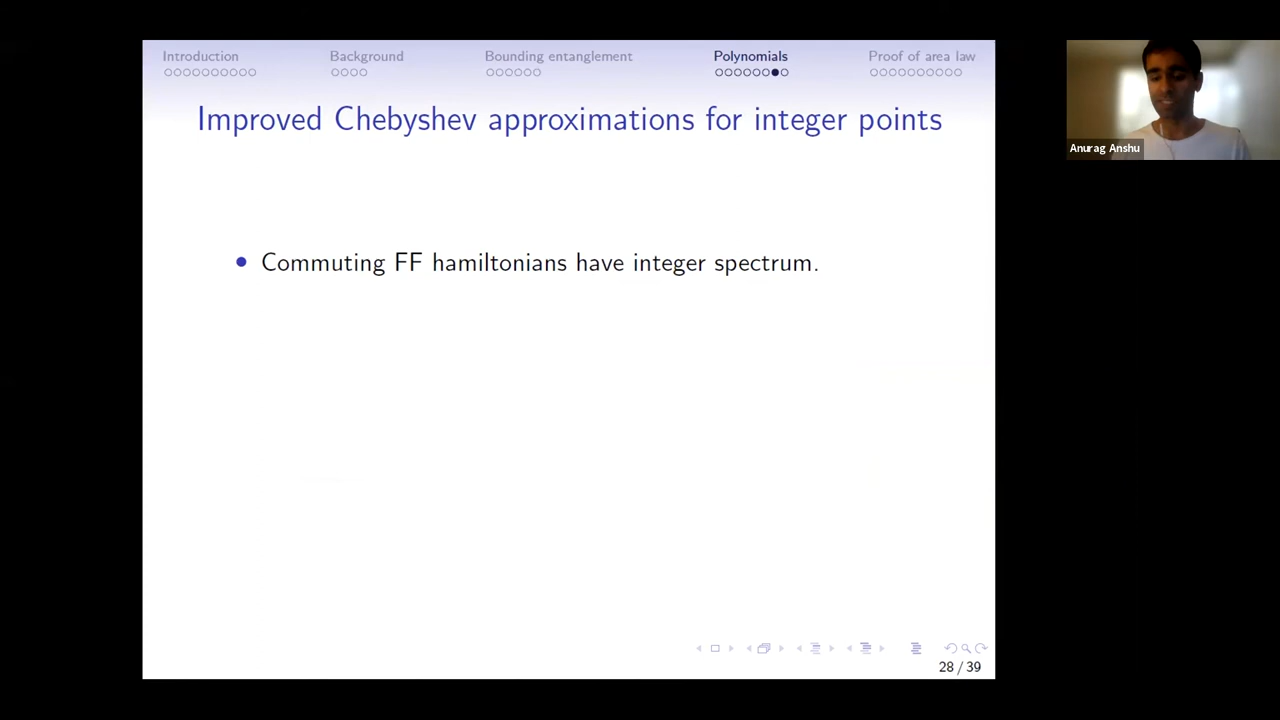 Introduction Background Bounding entanglement Polynomials Proof of area law
Improved Chebyshev approximations for integer points
Anurag Anshu
Commuting FF hamiltonians have integer spectrum.
28 / 39